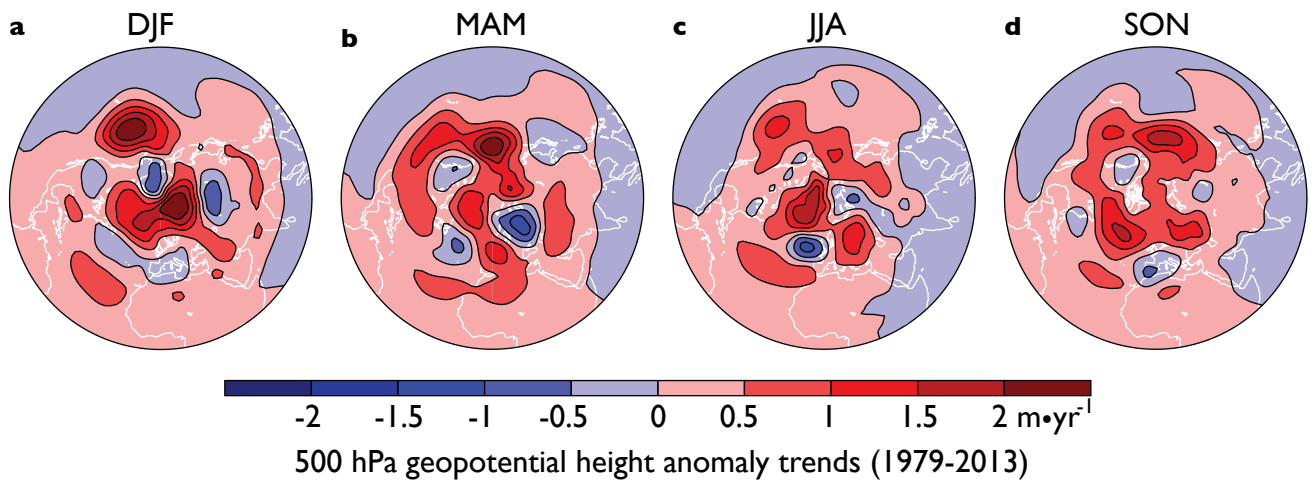 a DJF b MAM c JJA d SON
-2 -1.5 -1 -0.5 0 0.5 1 1.5 2 m•yr⁻¹
500 hPa geopotential height anomaly trends (1979-2013)